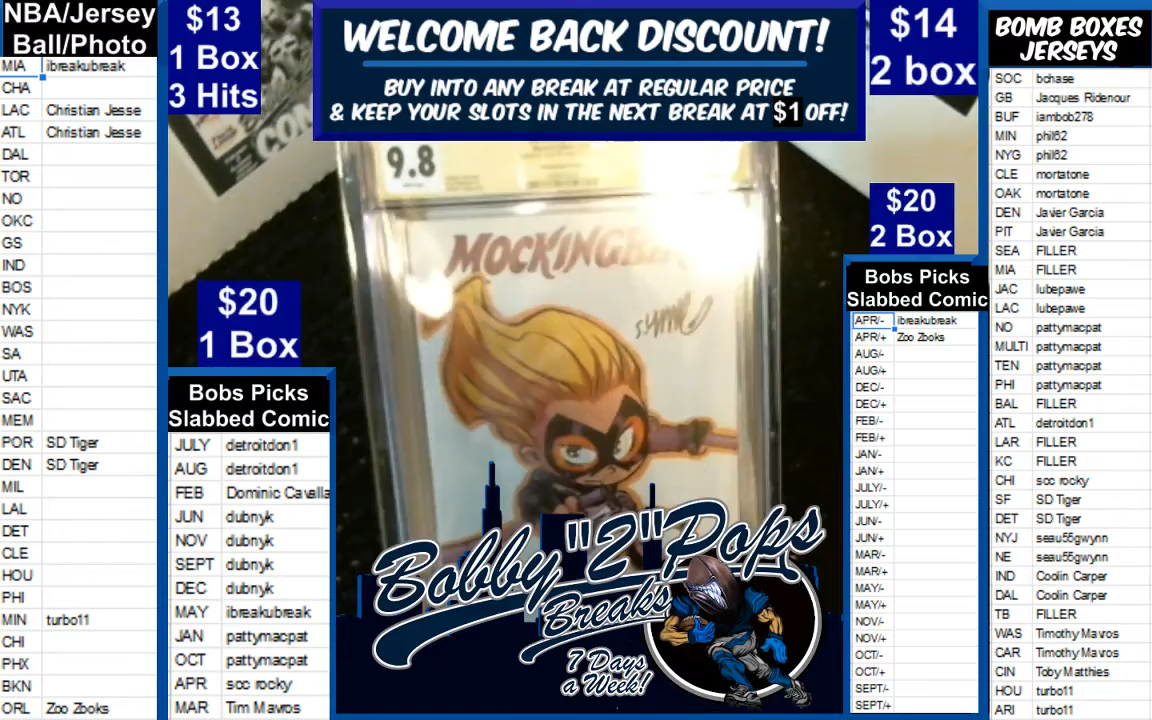 NBA/Jersey
Ball/Photo
MIA ibreakubreak
CHA
LAC Christian Jesse
ATL Christian Jesse
DAL
TOR
NO
OKC
GS
IND
BOS
NYK
WAS
SA
UTA
SAC
MEM
POR SD Tiger
DEN SD Tiger
MIL
LAL
DET
CLE
HOU
PHI
MIN turbo11
CHI
PHX
BKN
ORL Zoo Zbooks
$13
1 Box
3 Hits
$20
1 Box
Bobs Picks
Slabbed Comic
JULY detroitdon1
AUG detroitdon1
FEB Dominic Cavalla
JUN dubnyk
NOV dubnyk
SEPT dubnyk
DEC dubnyk
MAY ibreakubreak
JAN pattymacpat
OCT pattymacpat
APR scc rocky
MAR Tim Mavros
WELCOME BACK DISCOUNT!
BUY INTO ANY BREAK AT REGULAR PRICE
& KEEP YOUR SLOTS IN THE NEXT BREAK AT $1 OFF!
9.8
Bobby "2" Pops
Breaks
7 Days
a Week!
$14
2 box
$20
2 Box
Bobs Picks
Slabbed Comic
APR/- ibreakubreak
APR/+ Zoo Zbooks
AUG/-
AUG/+
DEC/-
DEC/+
FEB/-
FEB/+
JAN/-
JAN/+
JULY/-
JULY/+
JUN/-
JUN/+
MAR/-
MAR/+
MAY/-
MAY/+
NOV/-
NOV/+
OCT/-
OCT/+
SEPT/-
SEPT/+
BOMB BOXES
JERSEYS
SOC bchase
GB Jacques Ridenour
BUF iambob278
MIN phil62
NYG phil62
CLE mortatone
OAK mortatone
DEN Javier Garcia
PIT Javier Garcia
SEA FILLER
MIA FILLER
JAC lubepawe
LAC lubepawe
NO pattymacpat
MULTI pattymacpat
TEN pattymacpat
PHI pattymacpat
BAL FILLER
ATL detroitdon1
LAR FILLER
KC FILLER
CHI scc rocky
SF SD Tiger
DET SD Tiger
NYJ seau55gwynn
NE seau55gwynn
IND Coolin Carper
DAL Coolin Carper
TB FILLER
WAS Timothy Mavros
CAR Timothy Mavros
CIN Toby Matthies
HOU turbo11
ARI turbo11